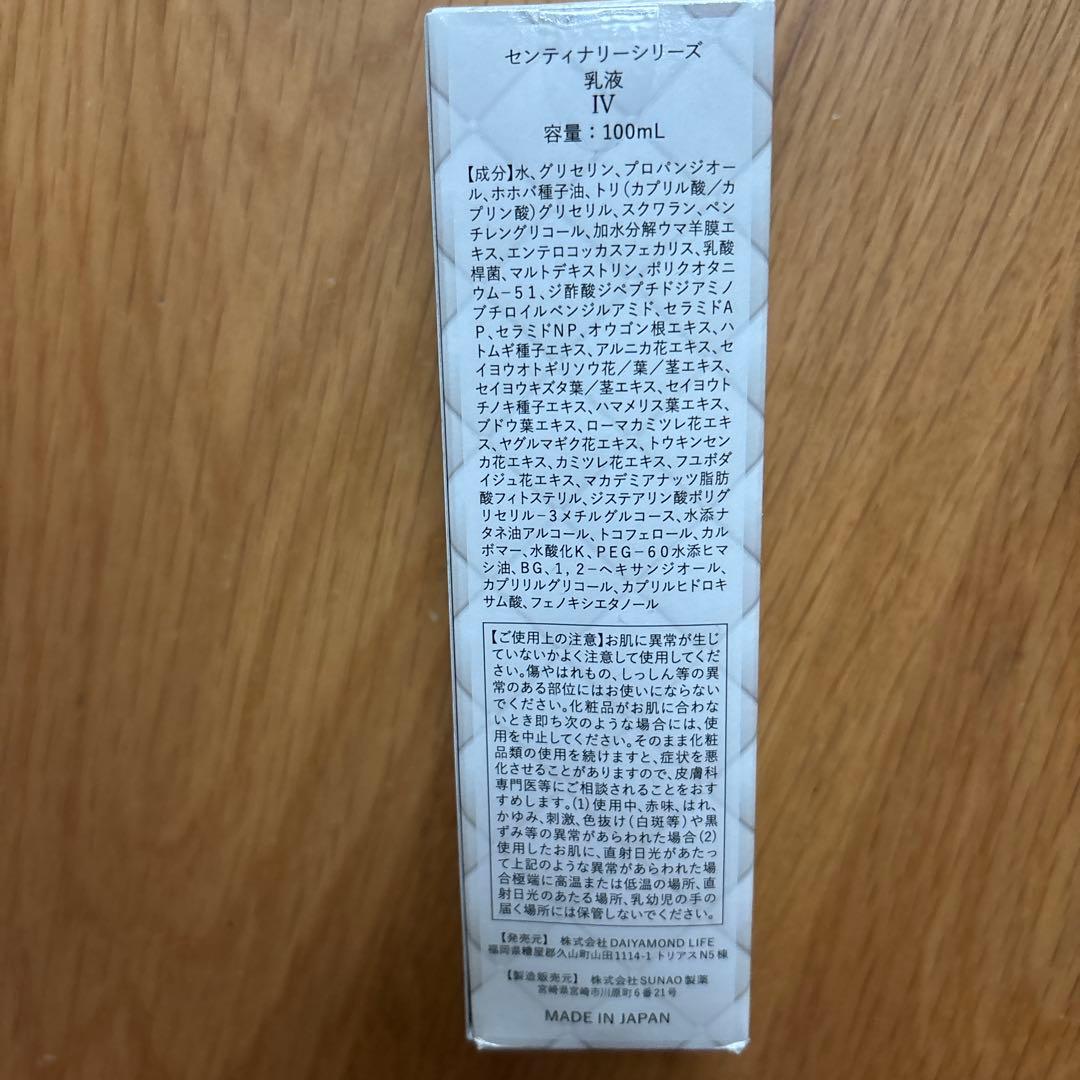 センティナリーシリーズ
乳液
IV
容量：100mL
【成分】水、グリセリン、プロパンジオー
ル、ホホバ種子油、トリ（カプリル酸／カ
プリン酸）グリセリル、スクワラン、ペン
チレングリコール、加水分解ウマ羊膜エ
キス、エンテロコッカスフェカリス、乳酸
桿菌、マルトデキストリン、ポリクオタニ
ウム－51、ジ酢酸ジペプチドジアミノ
ブチロイルベンジルアミド、セラミドA
P、セラミドNP、オウゴン根エキス、ハ
トムギ種子エキス、アルニカ花エキス、セ
イヨウオトギリソウ花／葉／茎エキス、
セイヨウキズタ葉／茎エキス、セイヨウト
チノキ種子エキス、ハマメリス葉エキス、
ブドウ葉エキス、ローマカミツレ花エキ
ス、ヤグルマギク花エキス、トウキンセン
カ花エキス、カミツレ花エキス、フユボダ
イジュ花エキス、マカデミアナッツ脂肪
酸フィトステリル、ジステアリン酸ポリグ
リセリル－3メチルグルコース、水添ナ
タネ油アルコール、トコフェロール、カル
ボマー、水酸化K、PEG－60水添ヒマ
シ油、BG、1,2－ヘキサンジオール、
カプリリルグリコール、カプリルヒドロキ
サム酸、フェノキシエタノール
【ご使用上の注意】お肌に異常が生じ
ていないかよく注意して使用してくだ
さい。傷やはれもの、しっしん等の異
常のある部位にはお使いにならない
でください。化粧品がお肌に合わな
いとき即ち次のような場合には、使
用を中止してください。そのまま化粧
品類の使用を続けますと、症状を悪
化させることがありますので、皮膚科
専門医等にご相談されることをおす
すめします。(1)使用中、赤味、はれ、
かゆみ、刺激、色抜け（白斑等）や黒
ずみ等の異常があらわれた場合(2)
使用したお肌に、直射日光があたっ
て上記のような異常があらわれた場
合極端に高温または低温の場所、直
射日光のあたる場所、乳幼児の手の
届く場所には保管しないでください。
【発売元】 株式会社DAIYAMOND LIFE
福岡県糟屋郡久山町山田1114-1 トリアスN5棟
【製造販売元】 株式会社SUNAO製薬
宮崎県宮崎市川原町6番21号
MADE IN JAPAN